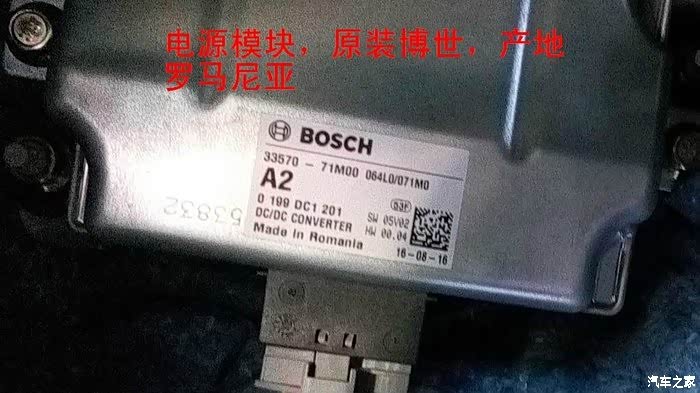 电源模块，原装博世，产地
罗马尼亚
BOSCH
33570 - 71M00 064L0/071M0
A2
0 199 DC1 201
DC/DC CONVERTER
Made in Romania
SW 05V02
HW 00.04
16-08-16
53832
汽车之家